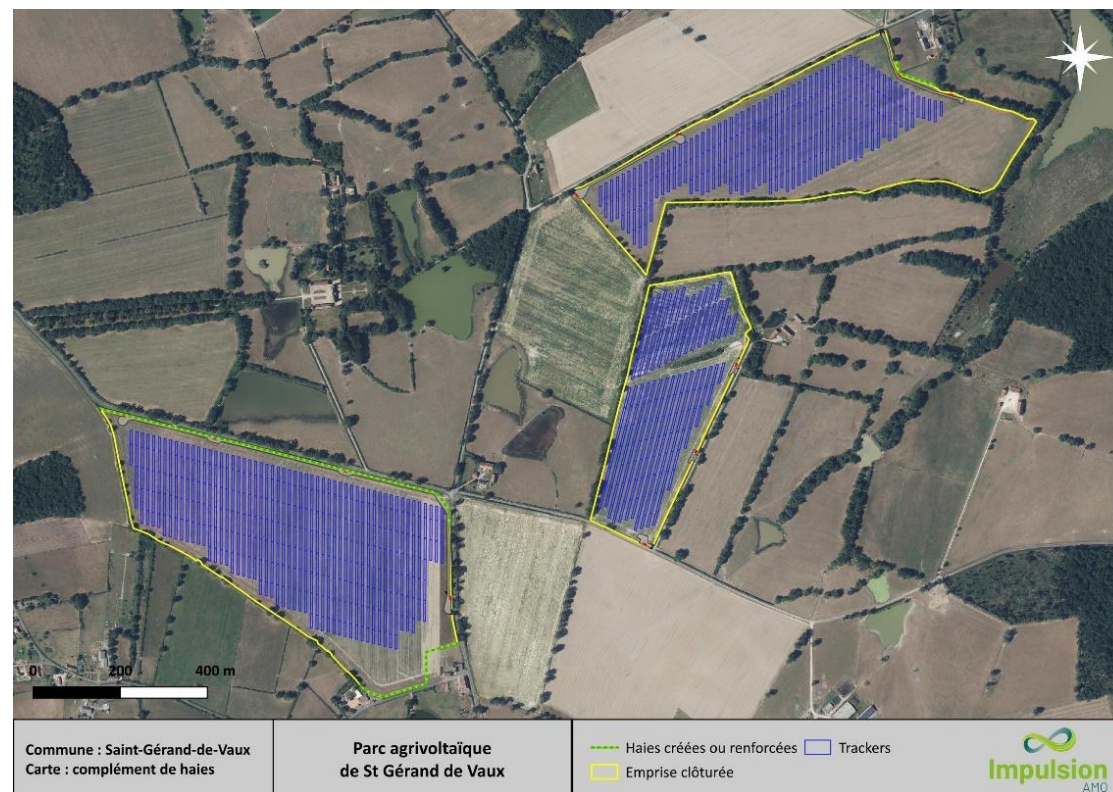 0 200 400 m
Commune : Saint-Gérand-de-Vaux
Carte : complément de haies
Parc agrivoltaïque
de St Gérand de Vaux
Haies créées ou renforcées
Trackers
Emprise clôturée
Impulsion
AMO